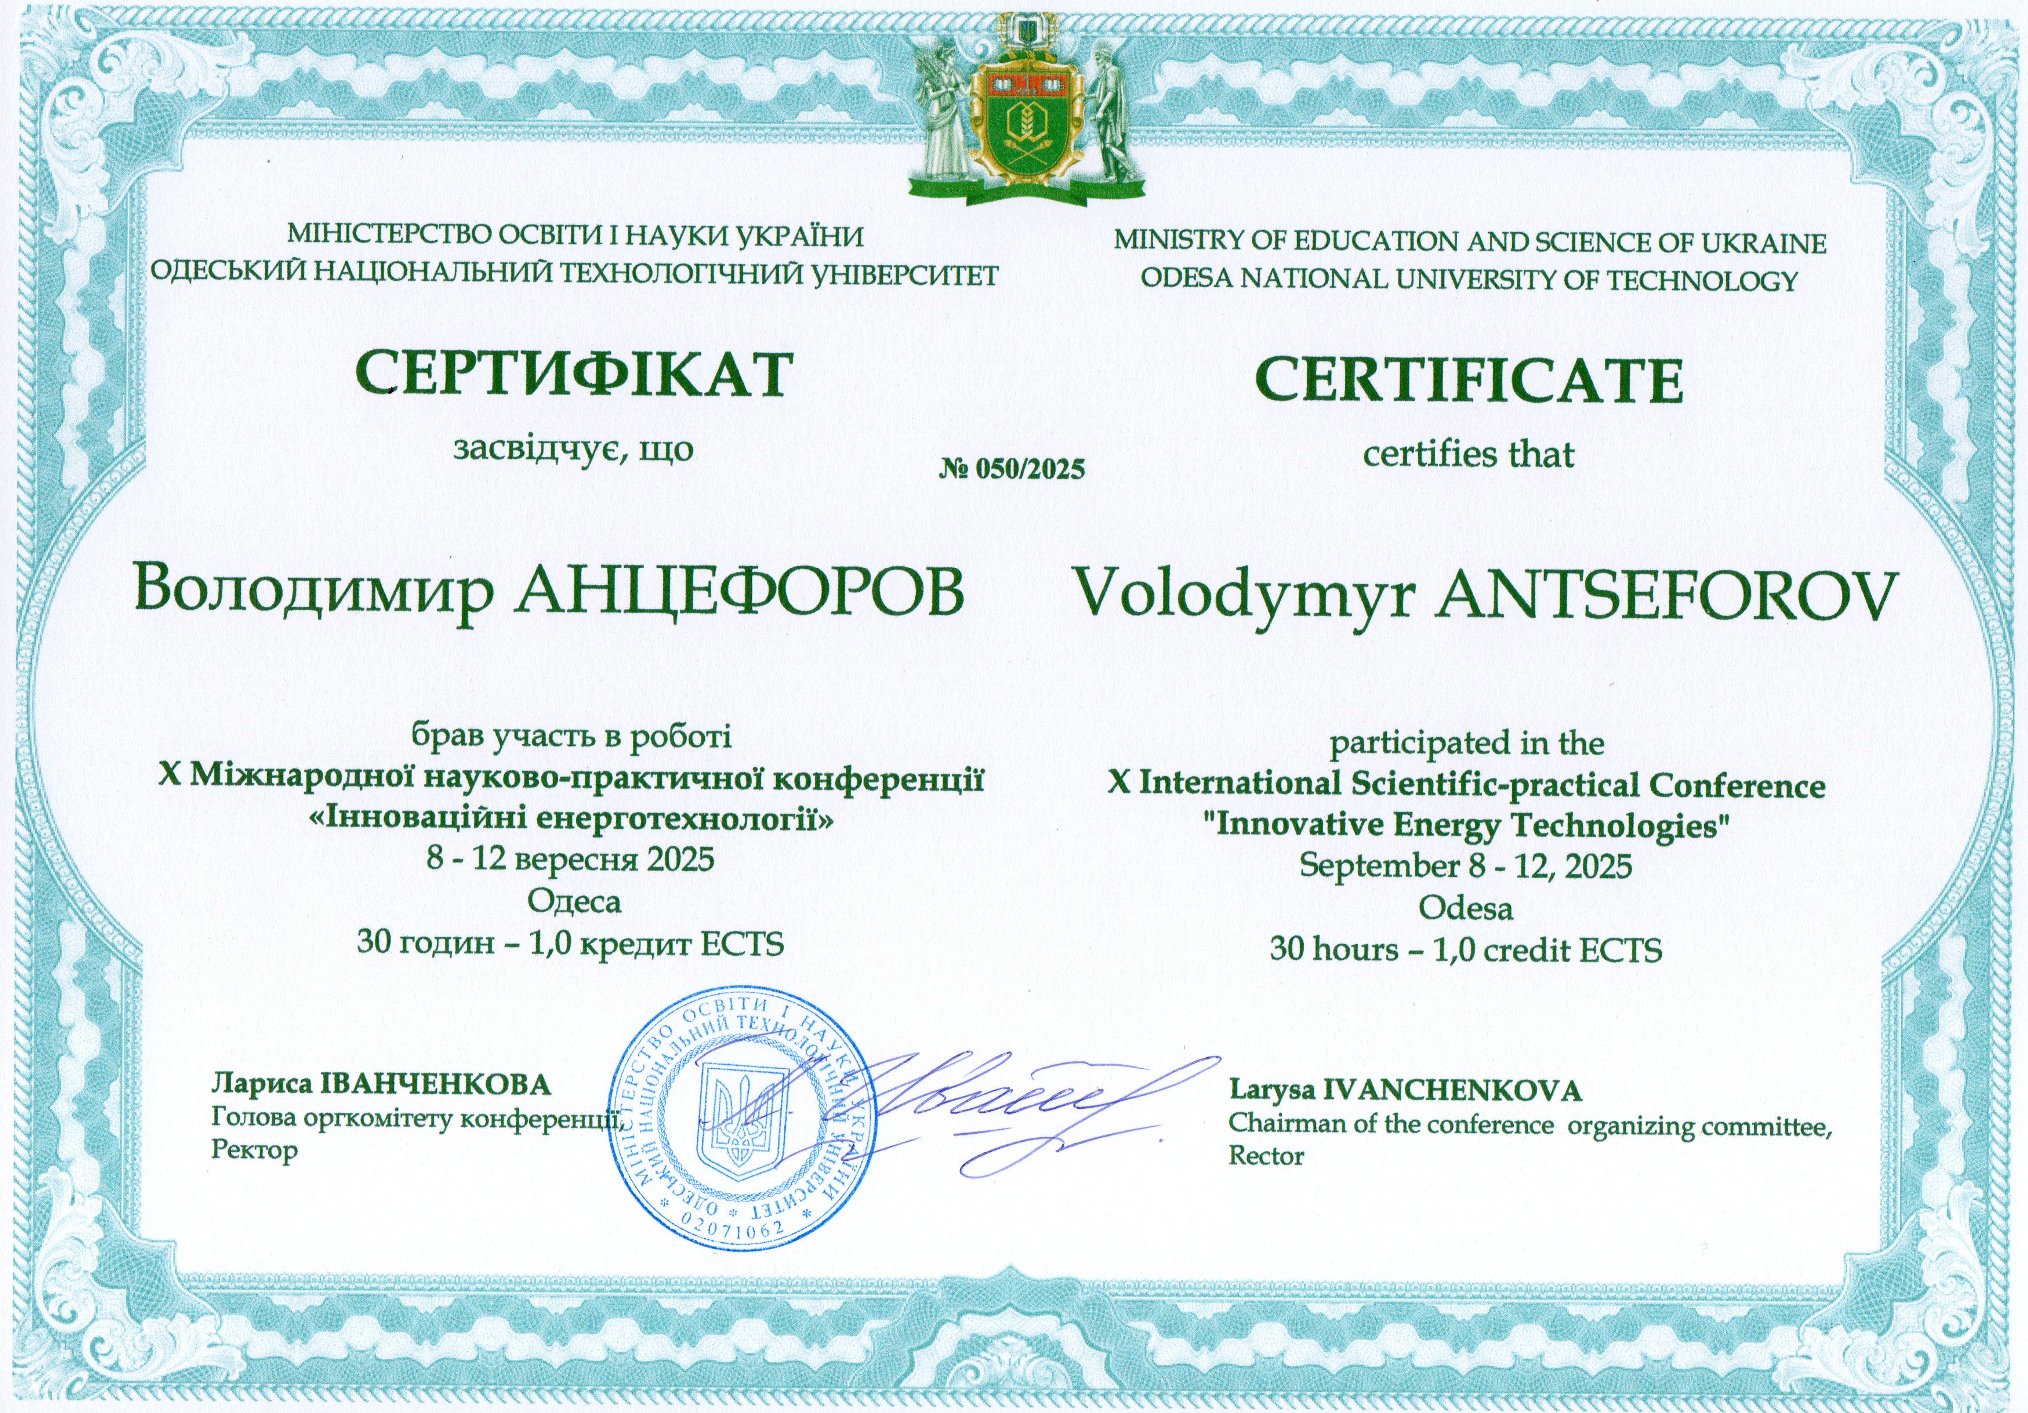 МІНІСТЕРСТВО ОСВІТИ І НАУКИ УКРАЇНИ
ОДЕСЬКИЙ НАЦІОНАЛЬНИЙ ТЕХНОЛОГІЧНИЙ УНІВЕРСИТЕТ
СЕРТИФІКАТ
засвідчує, що
№ 050/2025
Володимир АНЦЕФОРОВ
брав участь в роботі
X Міжнародної науково-практичної конференції
«Інноваційні енерготехнології»
8 - 12 вересня 2025
Одеса
30 годин – 1,0 кредит ECTS
Лариса ІВАНЧЕНКОВА
Голова оргкомітету конференції,
Ректор
MINISTRY OF EDUCATION AND SCIENCE OF UKRAINE
ODESA NATIONAL UNIVERSITY OF TECHNOLOGY
CERTIFICATE
certifies that
Volodymyr ANTSEFOROV
participated in the
X International Scientific-practical Conference
"Innovative Energy Technologies"
September 8 - 12, 2025
Odesa
30 hours – 1,0 credit ECTS
Larysa IVANCHENKOVA
Chairman of the conference organizing committee,
Rector
МІНІСТЕРСТВО ОСВІТИ І НАУКИ УКРАЇНИ
ОДЕСЬКИЙ НАЦІОНАЛЬНИЙ ТЕХНОЛОГІЧНИЙ УНІВЕРСИТЕТ
* 02071062 *